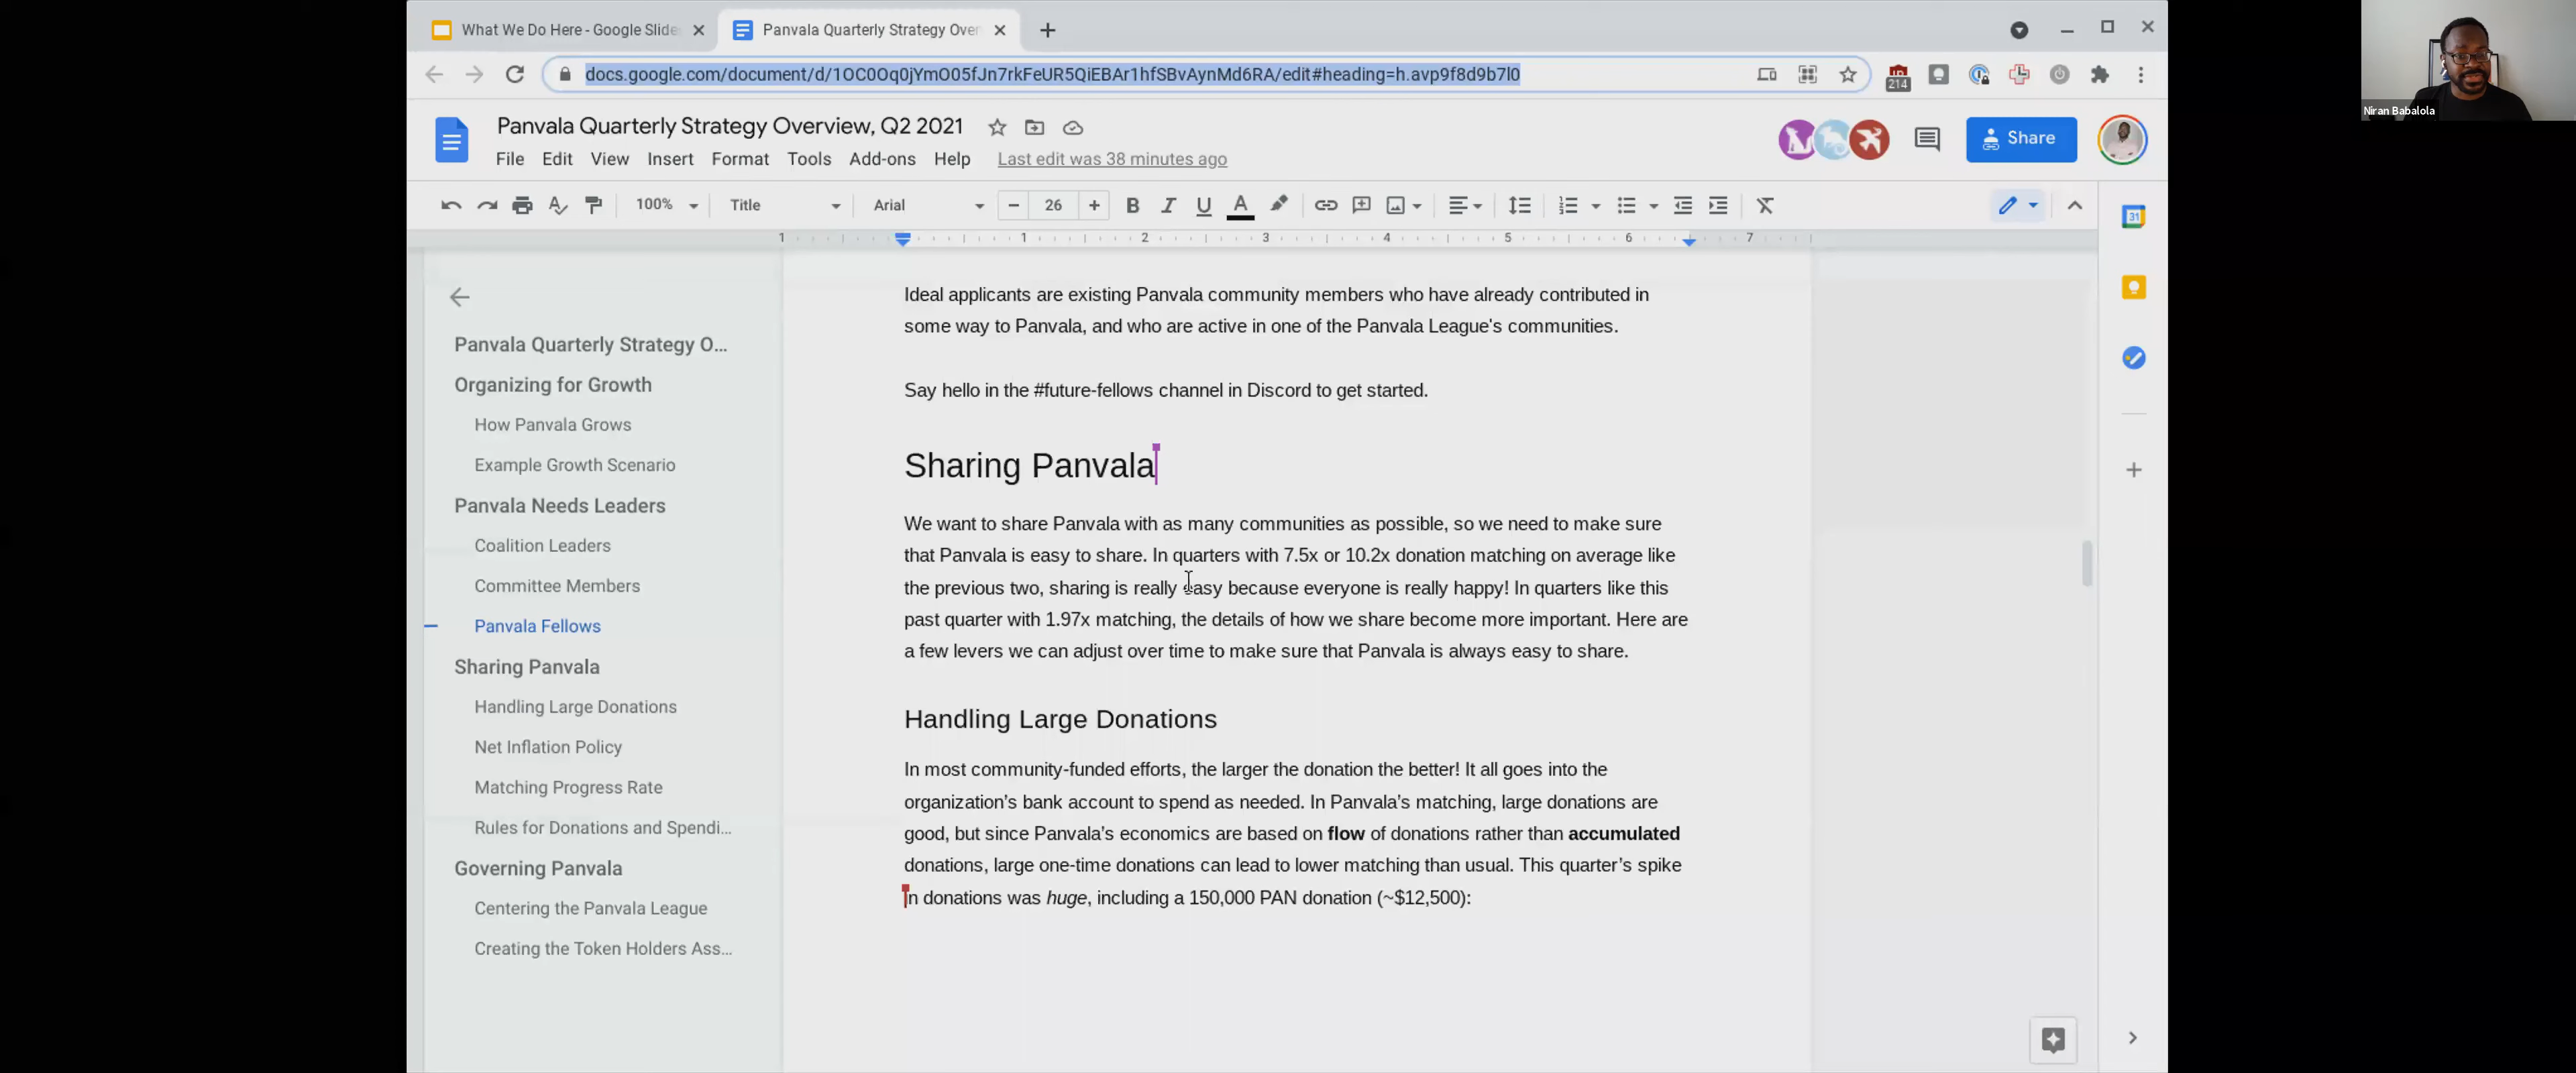 What We Do Here - Google Slide
Panvala Quarterly Strategy Over
docs.google.com/document/d/1OC0Oq0jYmO05fJn7rkFeUR5QiEBAr1hfSBvAynMd6RA/edit#heading=h.avp9f8d9b7l0
214
Niran Babalola
Panvala Quarterly Strategy Overview, Q2 2021
File Edit View Insert Format Tools Add-ons Help Last edit was 38 minutes ago
Share
100% Title Arial 26
1 1 2 3 4 5 6 7
31
Panvala Quarterly Strategy O...
Organizing for Growth
How Panvala Grows
Example Growth Scenario
Panvala Needs Leaders
Coalition Leaders
Committee Members
Panvala Fellows
Sharing Panvala
Handling Large Donations
Net Inflation Policy
Matching Progress Rate
Rules for Donations and Spendi...
Governing Panvala
Centering the Panvala League
Creating the Token Holders Ass...
Ideal applicants are existing Panvala community members who have already contributed in
some way to Panvala, and who are active in one of the Panvala League's communities.
Say hello in the #future-fellows channel in Discord to get started.
Sharing Panvala
We want to share Panvala with as many communities as possible, so we need to make sure
that Panvala is easy to share. In quarters with 7.5x or 10.2x donation matching on average like
the previous two, sharing is really easy because everyone is really happy! In quarters like this
past quarter with 1.97x matching, the details of how we share become more important. Here are
a few levers we can adjust over time to make sure that Panvala is always easy to share.
Handling Large Donations
In most community-funded efforts, the larger the donation the better! It all goes into the
organization’s bank account to spend as needed. In Panvala’s matching, large donations are
good, but since Panvala’s economics are based on flow of donations rather than accumulated
donations, large one-time donations can lead to lower matching than usual. This quarter’s spike
in donations was huge, including a 150,000 PAN donation (~$12,500):